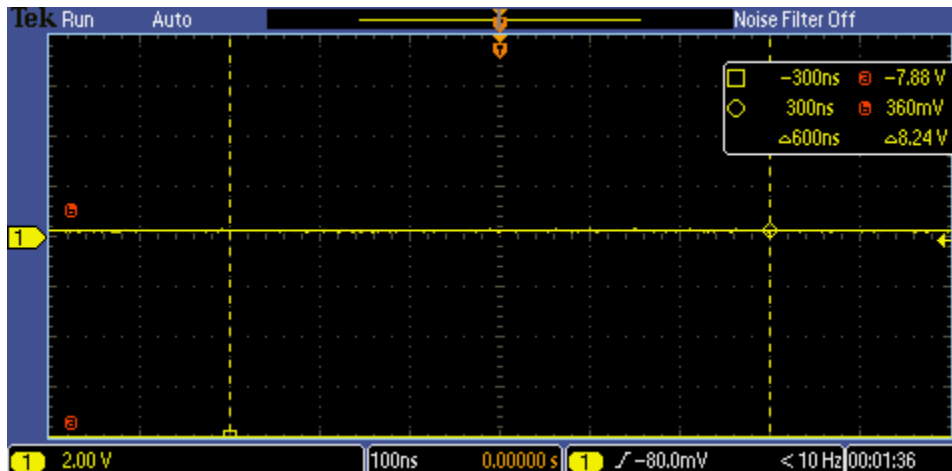 Tek Run Auto Noise Filter Off
T
T
−300ns a −7.88 V
300ns b 360mV
△600ns △8.24 V
b
1
a
1 2.00 V 100ns 0.00000 s 1 −80.0mV < 10 Hz 00:01:36